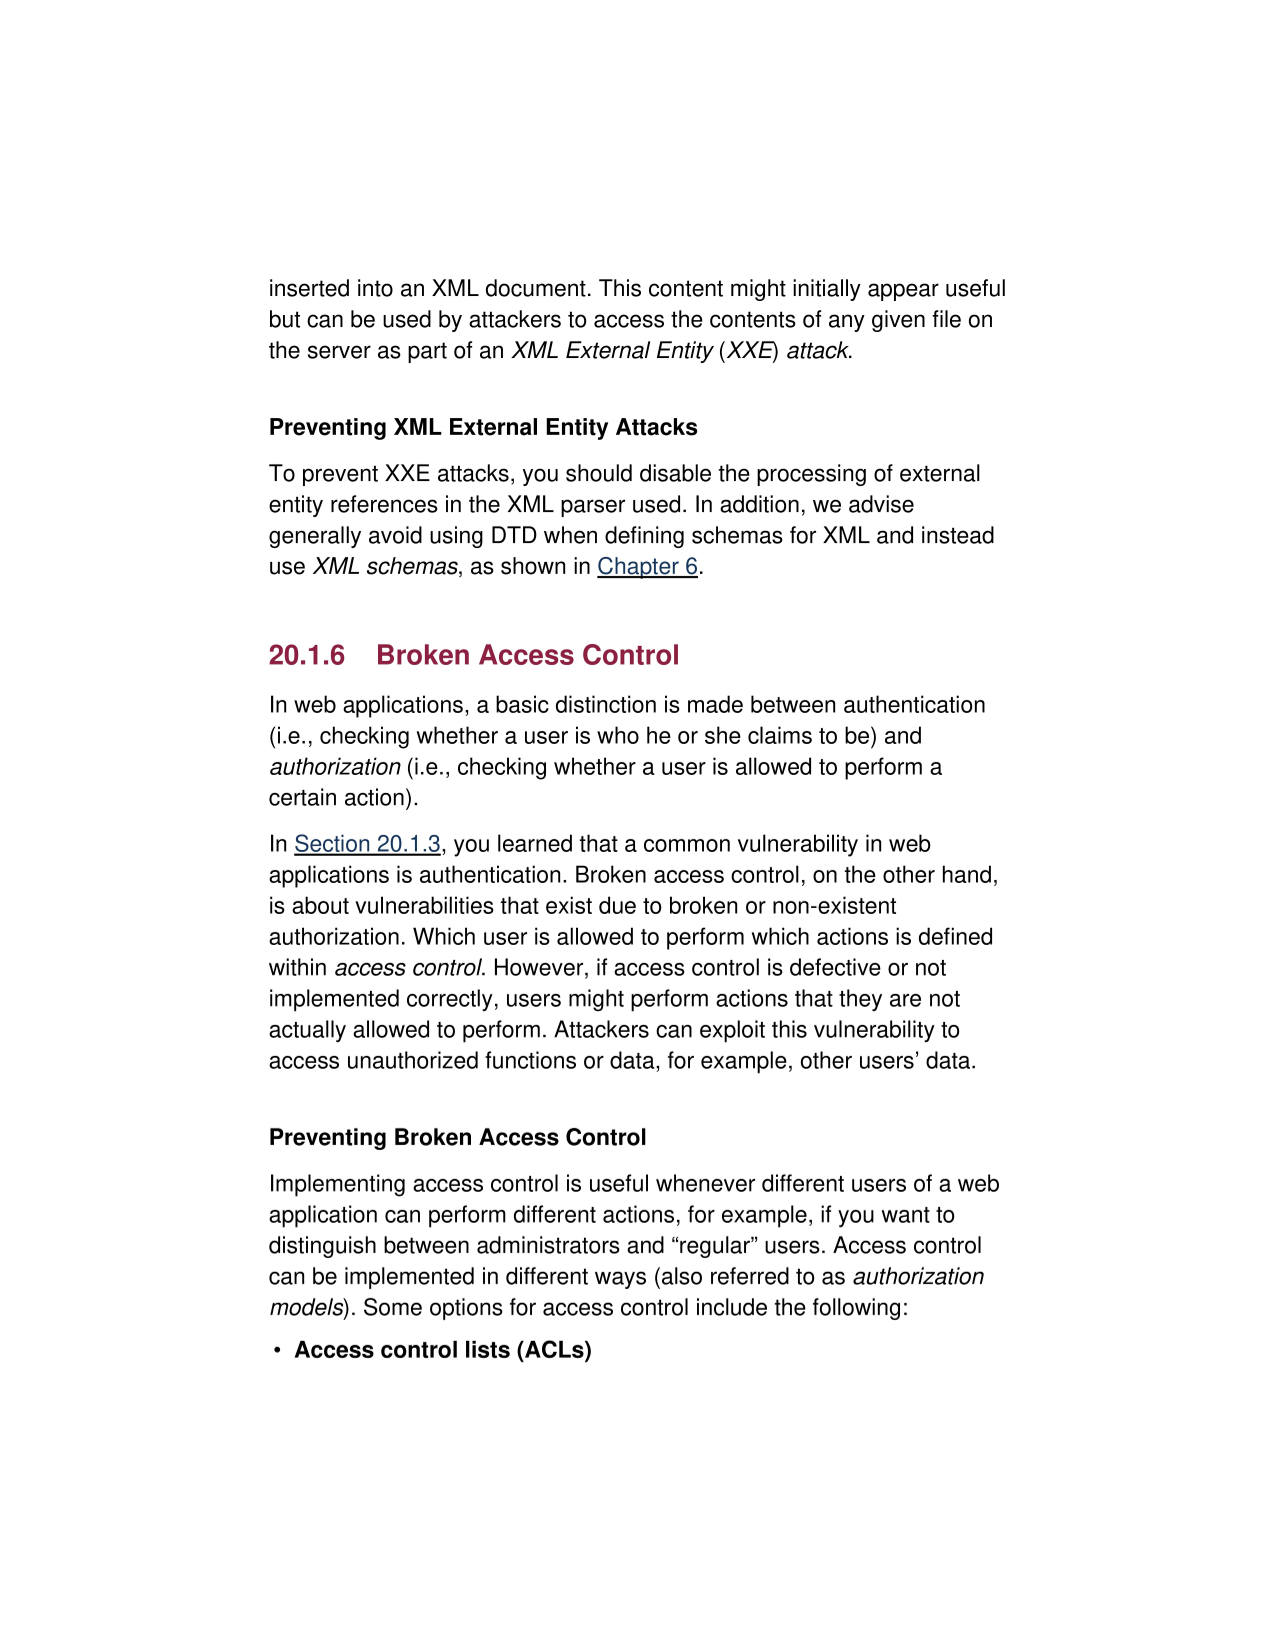 inserted into an XML document. This content might initially appear useful
but can be used by attackers to access the contents of any given file on
the server as part of an XML External Entity (XXE) attack.
Preventing XML External Entity Attacks
To prevent XXE attacks, you should disable the processing of external
entity references in the XML parser used. In addition, we advise
generally avoid using DTD when defining schemas for XML and instead
use XML schemas, as shown in Chapter 6.
20.1.6 Broken Access Control
In web applications, a basic distinction is made between authentication
(i.e., checking whether a user is who he or she claims to be) and
authorization (i.e., checking whether a user is allowed to perform a
certain action).
In Section 20.1.3, you learned that a common vulnerability in web
applications is authentication. Broken access control, on the other hand,
is about vulnerabilities that exist due to broken or non-existent
authorization. Which user is allowed to perform which actions is defined
within access control. However, if access control is defective or not
implemented correctly, users might perform actions that they are not
actually allowed to perform. Attackers can exploit this vulnerability to
access unauthorized functions or data, for example, other users’ data.
Preventing Broken Access Control
Implementing access control is useful whenever different users of a web
application can perform different actions, for example, if you want to
distinguish between administrators and “regular” users. Access control
can be implemented in different ways (also referred to as authorization
models). Some options for access control include the following:
• Access control lists (ACLs)